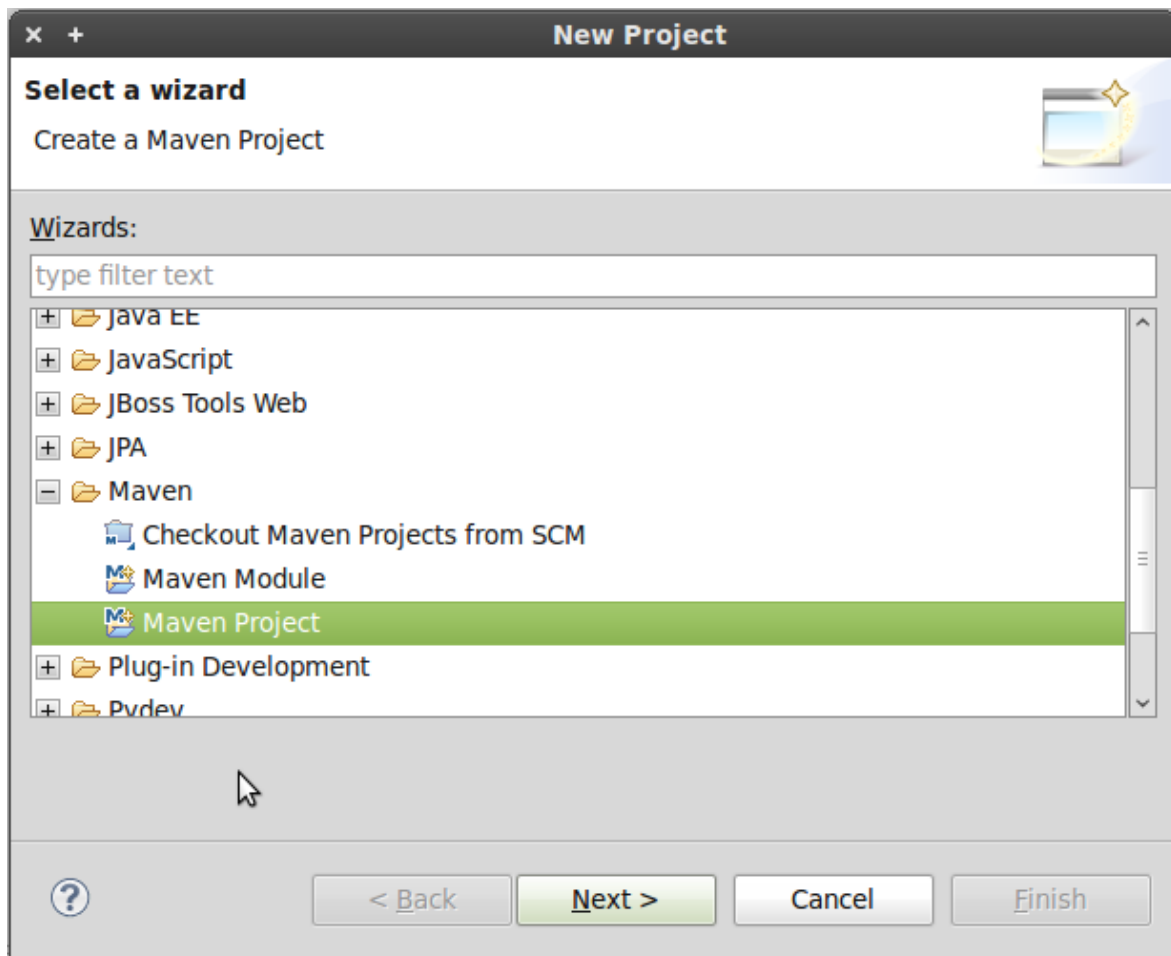 New Project
Select a wizard
Create a Maven Project
Wizards:
type filter text
Java EE
JavaScript
JBoss Tools Web
JPA
Maven
Checkout Maven Projects from SCM
Maven Module
Maven Project
Plug-in Development
Pydev
< Back Next > Cancel Finish